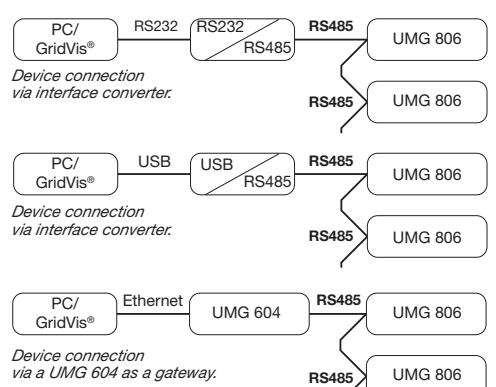 PC/
GridVis®
RS232
RS232
RS485
RS485
UMG 806
Device connection
via interface converter.
RS485
UMG 806
PC/
GridVis®
USB
USB
RS485
RS485
UMG 806
Device connection
via interface converter.
RS485
UMG 806
PC/
GridVis®
Ethernet
UMG 604
RS485
UMG 806
Device connection
via a UMG 604 as a gateway.
RS485
UMG 806